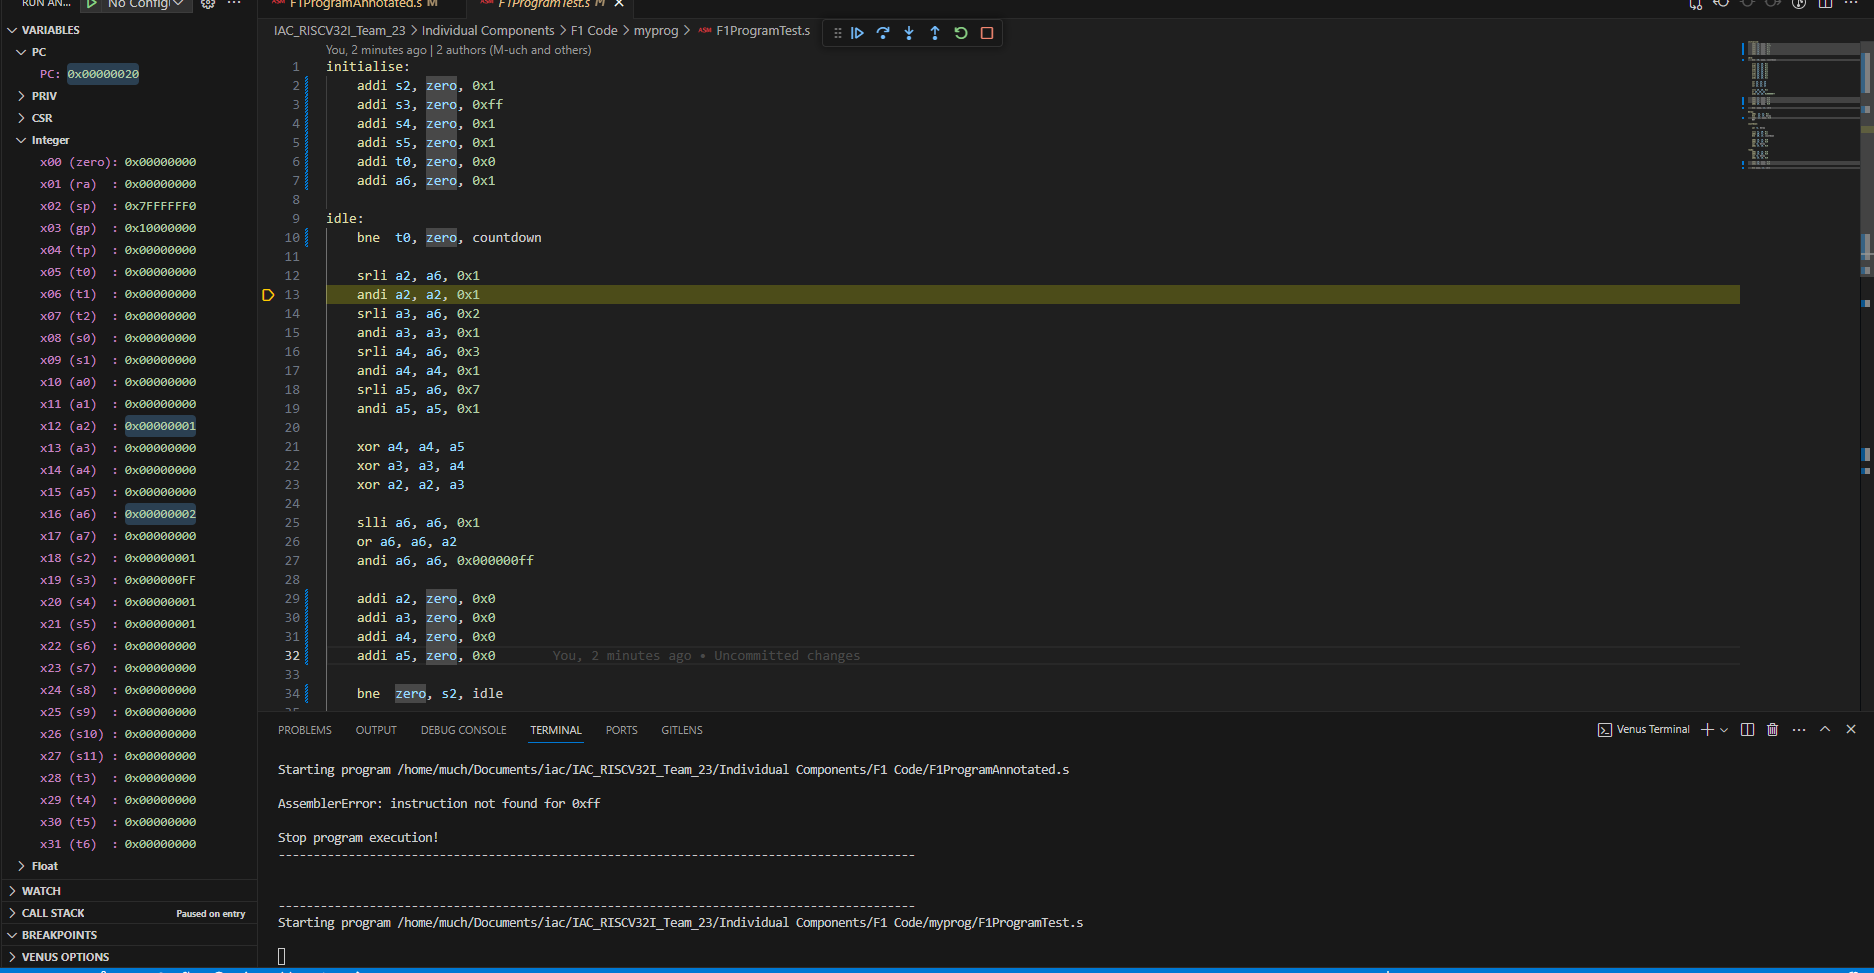 RUN AN... No Config
F1ProgramAnnotated.s M F1ProgramTest.s M
VARIABLES
PC
PC: 0x00000020
PRIV
CSR
Integer
x00 (zero): 0x00000000
x01 (ra) : 0x00000000
x02 (sp) : 0x7FFFFFF0
x03 (gp) : 0x10000000
x04 (tp) : 0x00000000
x05 (t0) : 0x00000000
x06 (t1) : 0x00000000
x07 (t2) : 0x00000000
x08 (s0) : 0x00000000
x09 (s1) : 0x00000000
x10 (a0) : 0x00000000
x11 (a1) : 0x00000000
x12 (a2) : 0x00000001
x13 (a3) : 0x00000000
x14 (a4) : 0x00000000
x15 (a5) : 0x00000000
x16 (a6) : 0x00000002
x17 (a7) : 0x00000000
x18 (s2) : 0x00000001
x19 (s3) : 0x000000FF
x20 (s4) : 0x00000001
x21 (s5) : 0x00000001
x22 (s6) : 0x00000000
x23 (s7) : 0x00000000
x24 (s8) : 0x00000000
x25 (s9) : 0x00000000
x26 (s10) : 0x00000000
x27 (s11) : 0x00000000
x28 (t3) : 0x00000000
x29 (t4) : 0x00000000
x30 (t5) : 0x00000000
x31 (t6) : 0x00000000
Float
WATCH
CALL STACK Paused on entry
BREAKPOINTS
VENUS OPTIONS
IAC_RISCV32I_Team_23 > Individual Components > F1 Code > myprog > ASM F1ProgramTest.s
You, 2 minutes ago | 2 authors (M-uch and others)
1 initialise:
2 addi s2, zero, 0x1
3 addi s3, zero, 0xff
4 addi s4, zero, 0x1
5 addi s5, zero, 0x1
6 addi t0, zero, 0x0
7 addi a6, zero, 0x1
8
9 idle:
10 bne t0, zero, countdown
11
12 srli a2, a6, 0x1
13 andi a2, a2, 0x1
14 srli a3, a6, 0x2
15 andi a3, a3, 0x1
16 srli a4, a6, 0x3
17 andi a4, a4, 0x1
18 srli a5, a6, 0x7
19 andi a5, a5, 0x1
20
21 xor a4, a4, a5
22 xor a3, a3, a4
23 xor a2, a2, a3
24
25 slli a6, a6, 0x1
26 or a6, a6, a2
27 andi a6, a6, 0x000000ff
28
29 addi a2, zero, 0x0
30 addi a3, zero, 0x0
31 addi a4, zero, 0x0
32 addi a5, zero, 0x0 You, 2 minutes ago • Uncommitted changes
33
34 bne zero, s2, idle
35
PROBLEMS OUTPUT DEBUG CONSOLE TERMINAL PORTS GITLENS Venus Terminal
Starting program /home/much/Documents/iac/IAC_RISCV32I_Team_23/Individual Components/F1 Code/F1ProgramAnnotated.s
AssemblerError: instruction not found for 0xff
Stop program execution!
-------------------------------------------------------------------------------------------
-------------------------------------------------------------------------------------------
Starting program /home/much/Documents/iac/IAC_RISCV32I_Team_23/Individual Components/F1 Code/myprog/F1ProgramTest.s